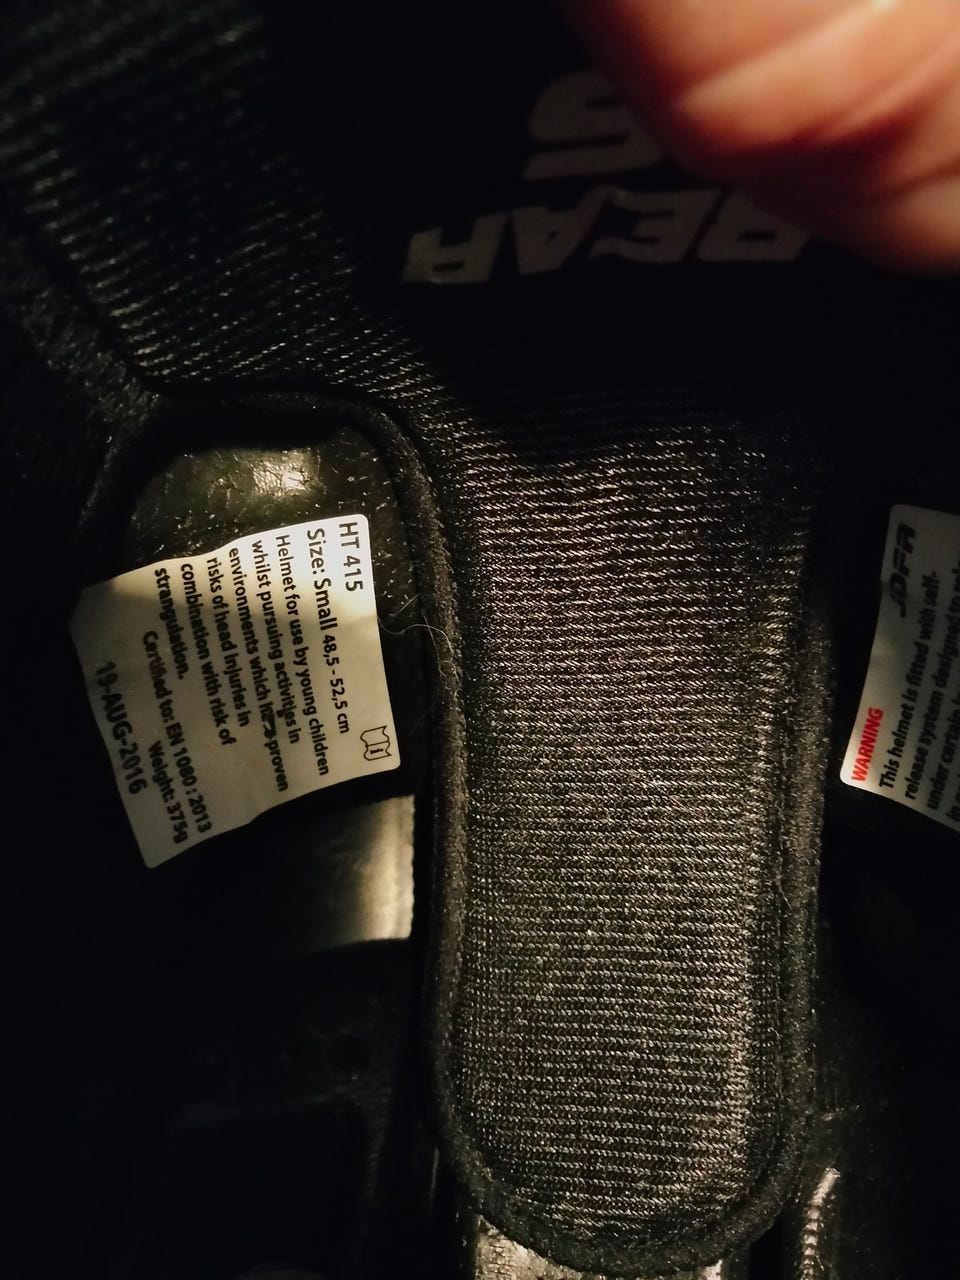 REAR
HT 415
Size: Small 48,5 - 52,5 cm
Helmet for use by young children
whilst pursuing activities in
environments which have proven
risks of head injuries in
combination with risk of
strangulation.
Certified to: EN 1080 : 2013
Weight: 375g
19-AUG-2016
JOFA
WARNING
This helmet is fitted with self-
release system designed to
under certain